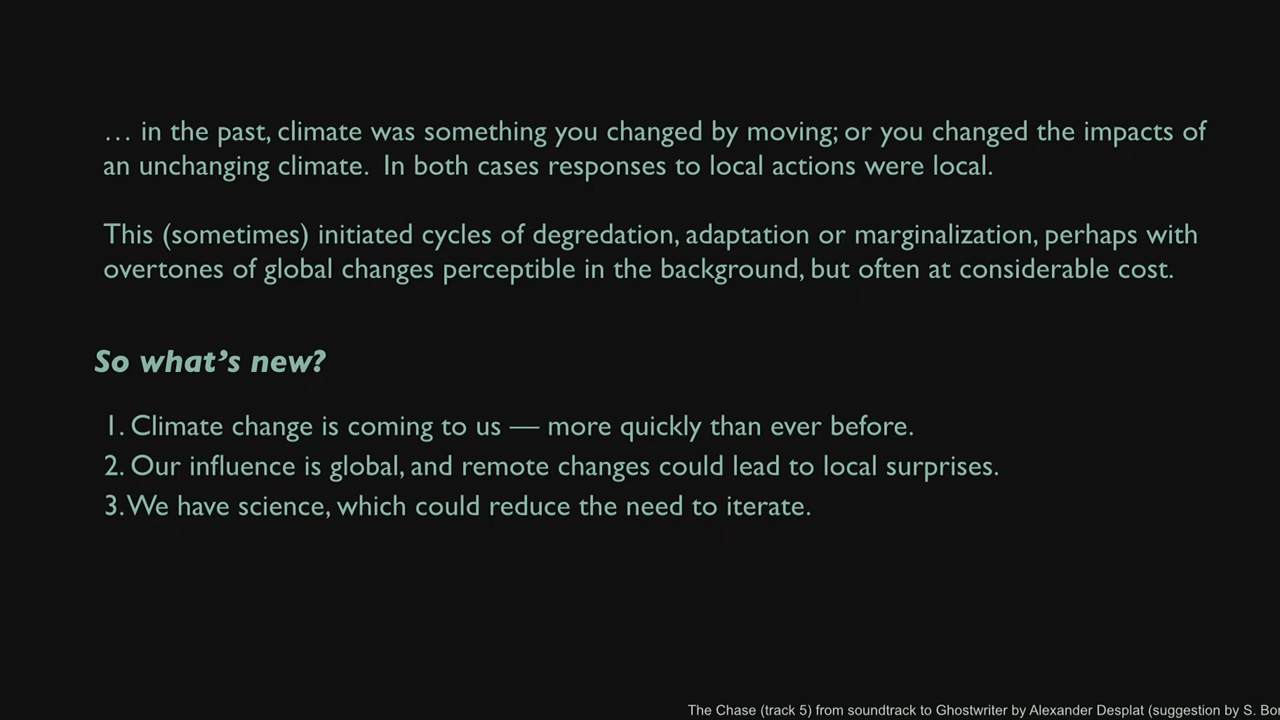 … in the past, climate was something you changed by moving; or you changed the impacts of
an unchanging climate.  In both cases responses to local actions were local.
This (sometimes) initiated cycles of degredation, adaptation or marginalization, perhaps with
overtones of global changes perceptible in the background, but often at considerable cost.
So what’s new?
1. Climate change is coming to us — more quickly than ever before.
2. Our influence is global, and remote changes could lead to local surprises.
3. We have science, which could reduce the need to iterate.
The Chase (track 5) from soundtrack to Ghostwriter by Alexander Desplat (suggestion by S.